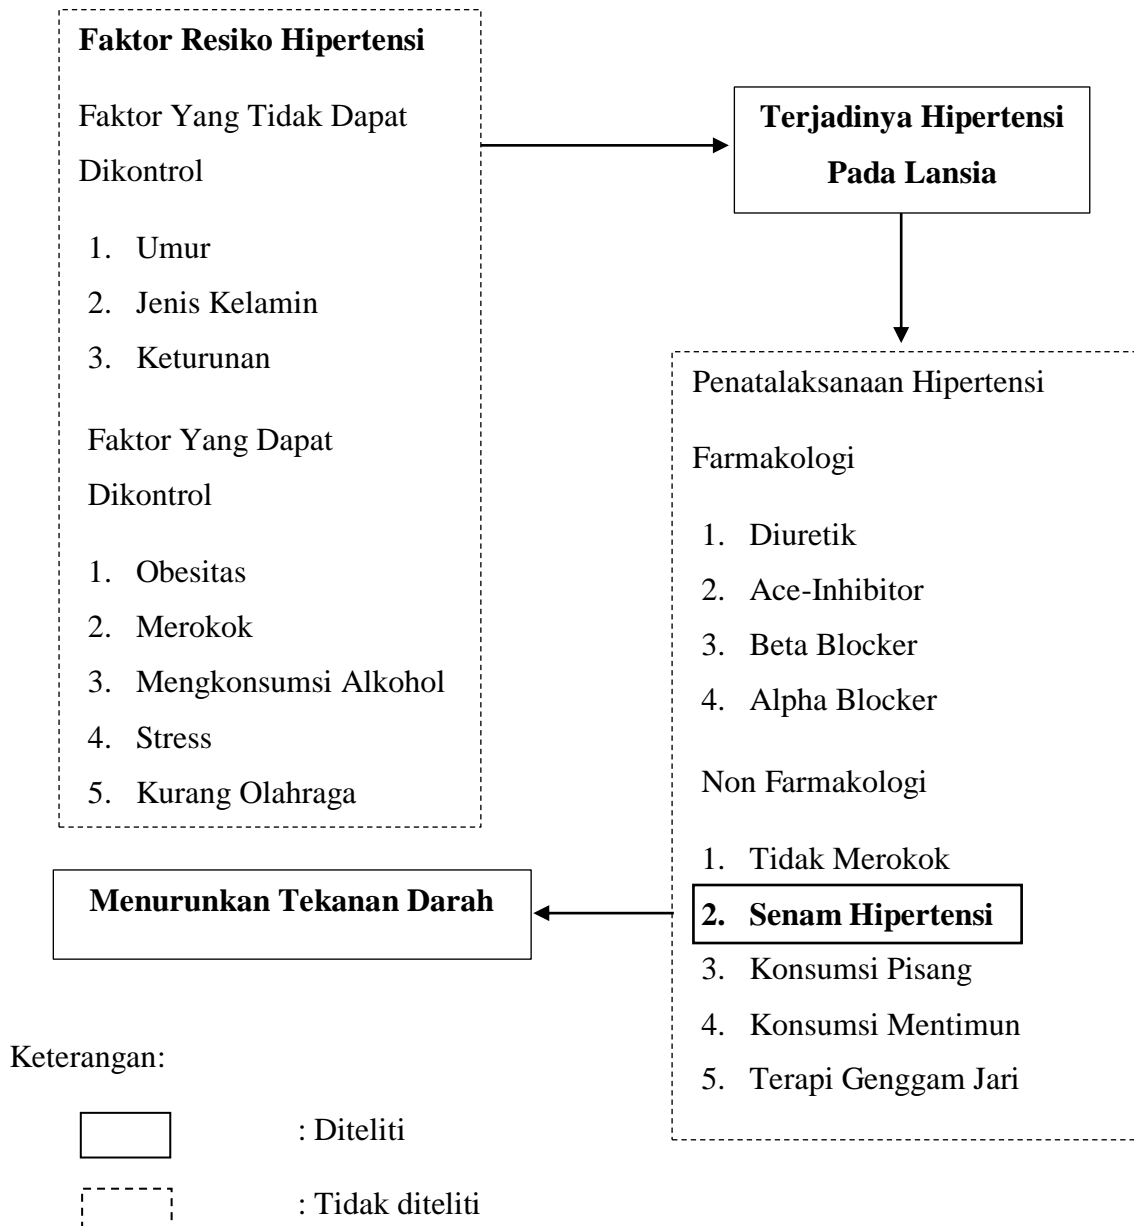 Faktor Resiko Hipertensi
Faktor Yang Tidak Dapat
Dikontrol
1. Umur
2. Jenis Kelamin
3. Keturunan
Faktor Yang Dapat
Dikontrol
1. Obesitas
2. Merokok
3. Mengkonsumsi Alkohol
4. Stress
5. Kurang Olahraga
Terjadinya Hipertensi
Pada Lansia
Penatalaksanaan Hipertensi
Farmakologi
1. Diuretik
2. Ace-Inhibitor
3. Beta Blocker
4. Alpha Blocker
Non Farmakologi
1. Tidak Merokok
2. Senam Hipertensi
3. Konsumsi Pisang
4. Konsumsi Mentimun
5. Terapi Genggam Jari
Menurunkan Tekanan Darah
Keterangan:
: Diteliti
: Tidak diteliti